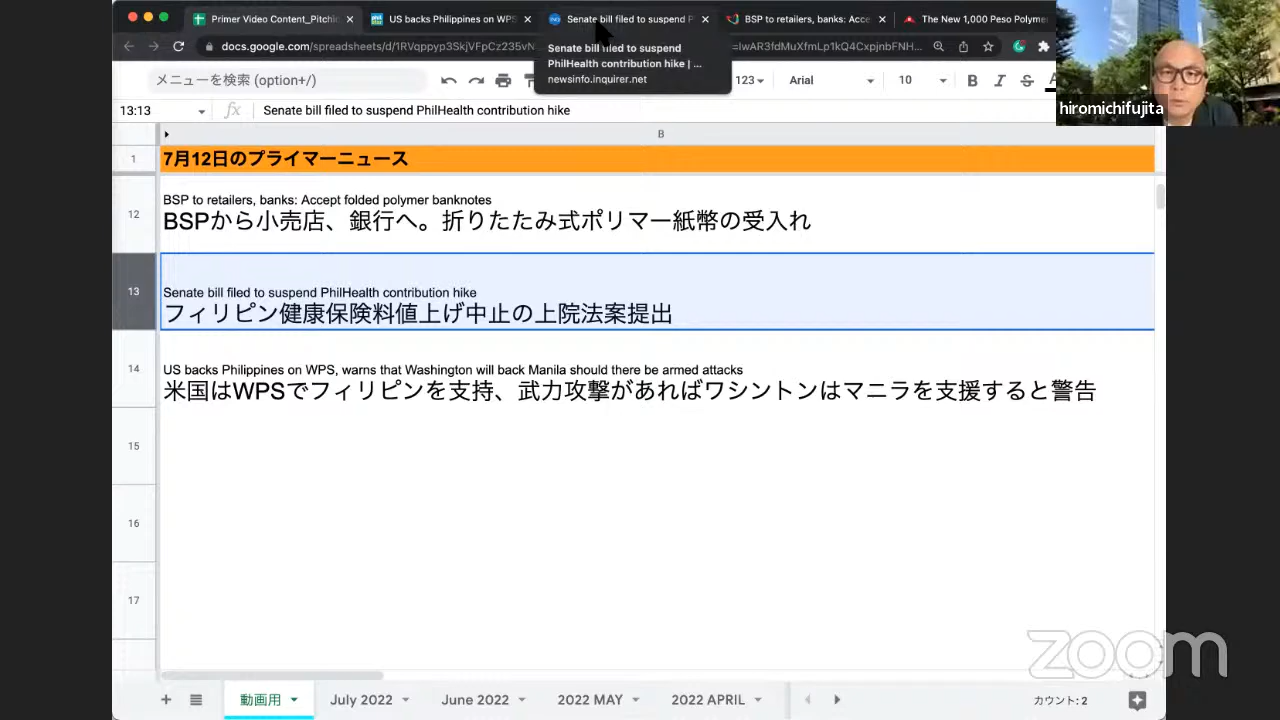 Primer Video Content_Pitchi
US backs Philippines on WPS
Senate bill filed to suspend P
BSP to retailers, banks: Acce
The New 1,000 Peso Polymer
docs.google.com/spreadsheets/d/1RVqppyp3SkjVFpCz235vN
=IwAR3fdMuXfmLp1kQ4CxpjnbFNH...
Senate bill filed to suspend
PhilHealth contribution hike | ...
newsinfo.inquirer.net
メニューを検索 (option+/)
123
Arial
10
B
I
S
A
hiromichifujita
13:13
fx
Senate bill filed to suspend PhilHealth contribution hike
B
1
7月12日のプライマーニュース
12
BSP to retailers, banks: Accept folded polymer banknotes
BSPから小売店、銀行へ。折りたたみ式ポリマー紙幣の受入れ
13
Senate bill filed to suspend PhilHealth contribution hike
フィリピン健康保険料値上げ中止の上院法案提出
14
US backs Philippines on WPS, warns that Washington will back Manila should there be armed attacks
米国はWPSでフィリピンを支持、武力攻撃があればワシントンはマニラを支援すると警告
15
16
17
zoom
動画用
July 2022
June 2022
2022 MAY
2022 APRIL
カウント: 2